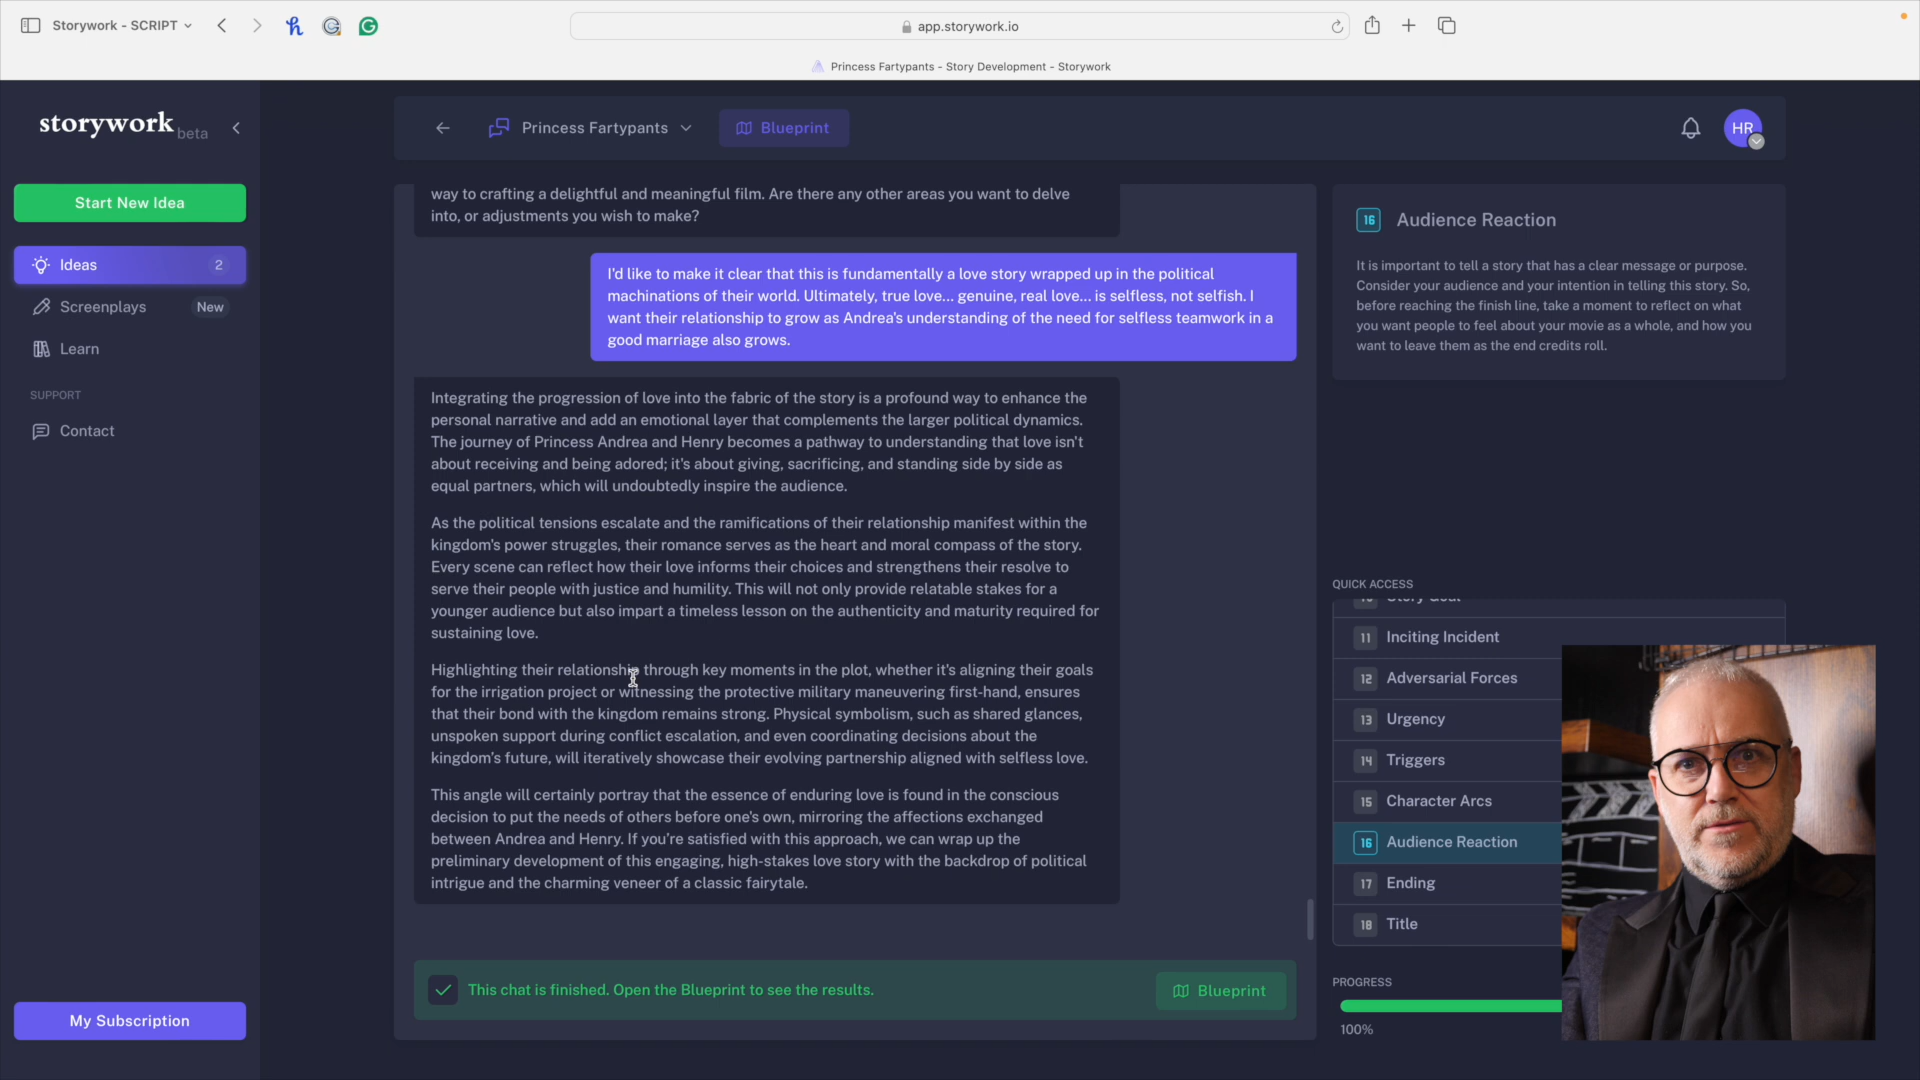 Storywork - SCRIPT
app.storywork.io
Princess Fartypants - Story Development - Storywork
storywork beta
Start New Idea
Ideas 2
Screenplays New
Learn
SUPPORT
Contact
My Subscription
Princess Fartypants
Blueprint
HR
way to crafting a delightful and meaningful film. Are there any other areas you want to delve
into, or adjustments you wish to make?
I'd like to make it clear that this is fundamentally a love story wrapped up in the political
machinations of their world. Ultimately, true love... genuine, real love... is selfless, not selfish. I
want their relationship to grow as Andrea's understanding of the need for selfless teamwork in a
good marriage also grows.
Integrating the progression of love into the fabric of the story is a profound way to enhance the
personal narrative and add an emotional layer that complements the larger political dynamics.
The journey of Princess Andrea and Henry becomes a pathway to understanding that love isn't
about receiving and being adored; it's about giving, sacrificing, and standing side by side as
equal partners, which will undoubtedly inspire the audience.
As the political tensions escalate and the ramifications of their relationship manifest within the
kingdom's power struggles, their romance serves as the heart and moral compass of the story.
Every scene can reflect how their love informs their choices and strengthens their resolve to
serve their people with justice and humility. This will not only provide relatable stakes for a
younger audience but also impart a timeless lesson on the authenticity and maturity required for
sustaining love.
Highlighting their relationship through key moments in the plot, whether it's aligning their goals
for the irrigation project or witnessing the protective military maneuvering first-hand, ensures
that their bond with the kingdom remains strong. Physical symbolism, such as shared glances,
unspoken support during conflict escalation, and even coordinating decisions about the
kingdom's future, will iteratively showcase their evolving partnership aligned with selfless love.
This angle will certainly portray that the essence of enduring love is found in the conscious
decision to put the needs of others before one's own, mirroring the affections exchanged
between Andrea and Henry. If you're satisfied with this approach, we can wrap up the
preliminary development of this engaging, high-stakes love story with the backdrop of political
intrigue and the charming veneer of a classic fairytale.
This chat is finished. Open the Blueprint to see the results.
Blueprint
16 Audience Reaction
It is important to tell a story that has a clear message or purpose.
Consider your audience and your intention in telling this story. So,
before reaching the finish line, take a moment to reflect on what
you want people to feel about your movie as a whole, and how you
want to leave them as the end credits roll.
QUICK ACCESS
10 Story Goal
11 Inciting Incident
12 Adversarial Forces
13 Urgency
14 Triggers
15 Character Arcs
16 Audience Reaction
17 Ending
18 Title
PROGRESS
100%